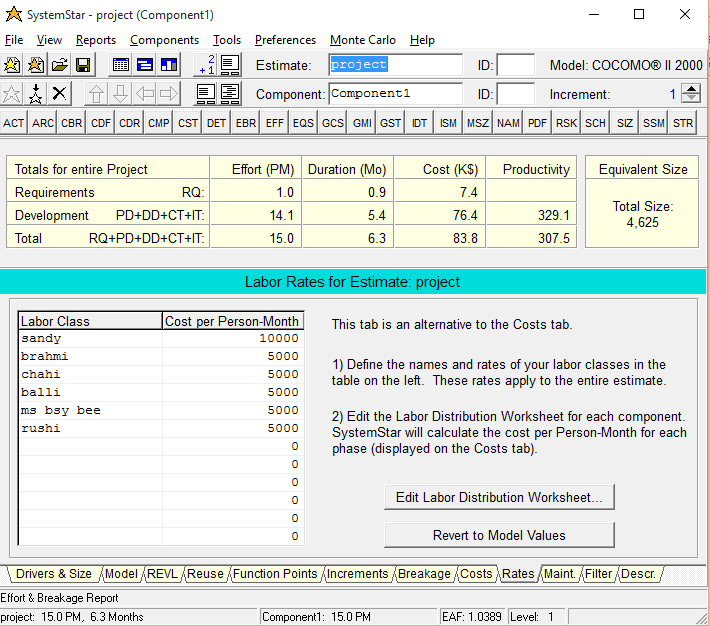 SystemStar - project (Component1)
File View Reports Components Tools Preferences Monte Carlo Help
Estimate: project ID: Model: COCOMO® II 2000
Component: Component1 ID: Increment: 1
ACT ARC CBR CDF CDR CMP CST DET EBR EFF EQS GCS GMI GST IDT ISM MSZ NAM PDF RSK SCH SIZ SSM STR
Totals for entire Project Effort (PM) Duration (Mo) Cost (K$) Productivity Equivalent Size
Requirements RQ: 1.0 0.9 7.4
Development PD+DD+CT+IT: 14.1 5.4 76.4 329.1 Total Size:
4,625
Total RQ+PD+DD+CT+IT: 15.0 6.3 83.8 307.5
Labor Rates for Estimate: project
Labor Class Cost per Person-Month
sandy 10000
brahmi 5000
chahi 5000
balli 5000
ms bsy bee 5000
rushi 5000
0
0
0
0
0
0
This tab is an alternative to the Costs tab.
1) Define the names and rates of your labor classes in the
table on the left. These rates apply to the entire estimate.
2) Edit the Labor Distribution Worksheet for each component.
SystemStar will calculate the cost per Person-Month for each
phase (displayed on the Costs tab).
Edit Labor Distribution Worksheet...
Revert to Model Values
Drivers & Size Model REVL Reuse Function Points Increments Breakage Costs Rates Maint. Filter Descr.
Effort & Breakage Report
project: 15.0 PM, 6.3 Months Component1: 15.0 PM EAF: 1.0389 Level: 1